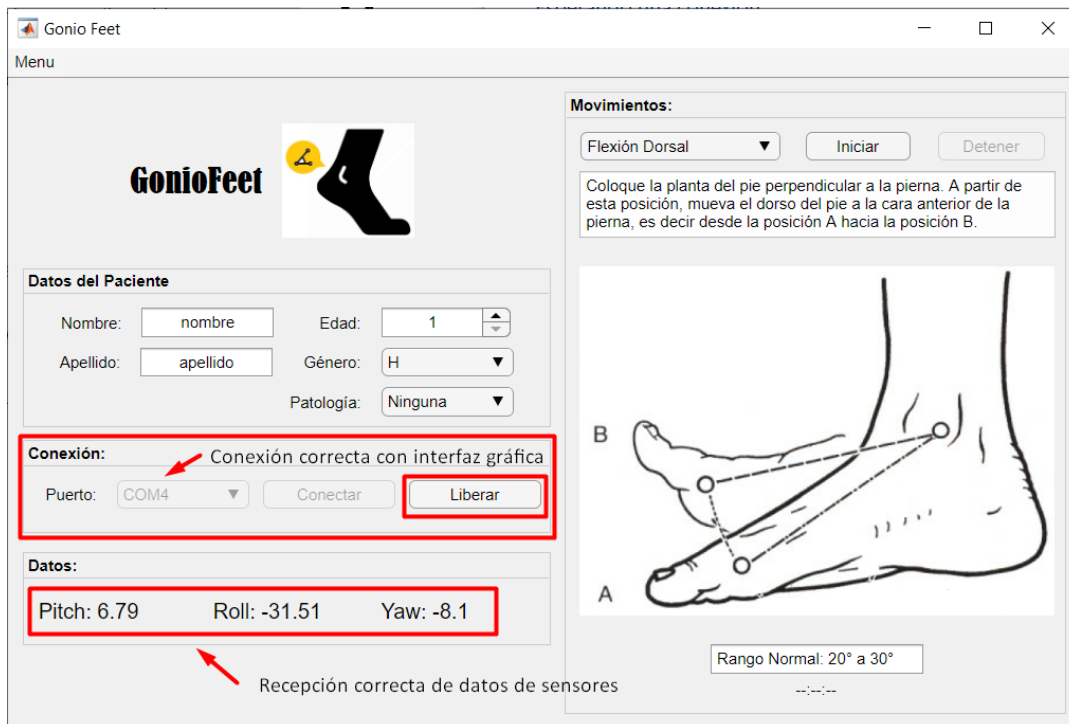 Gonio Feet
Menu
GonioFeet
Datos del Paciente
Nombre: nombre Edad: 1
Apellido: apellido Género: H
Patología: Ninguna
Conexión:
Conexión correcta con interfaz gráfica
Puerto: COM4 Conectar Liberar
Datos:
Pitch: 6.79 Roll: -31.51 Yaw: -8.1
Recepción correcta de datos de sensores
Movimientos:
Flexión Dorsal Iniciar Detener
Coloque la planta del pie perpendicular a la pierna. A partir de
esta posición, mueva el dorso del pie a la cara anterior de la
pierna, es decir desde la posición A hacia la posición B.
B
A
Rango Normal: 20° a 30°
--:--:--